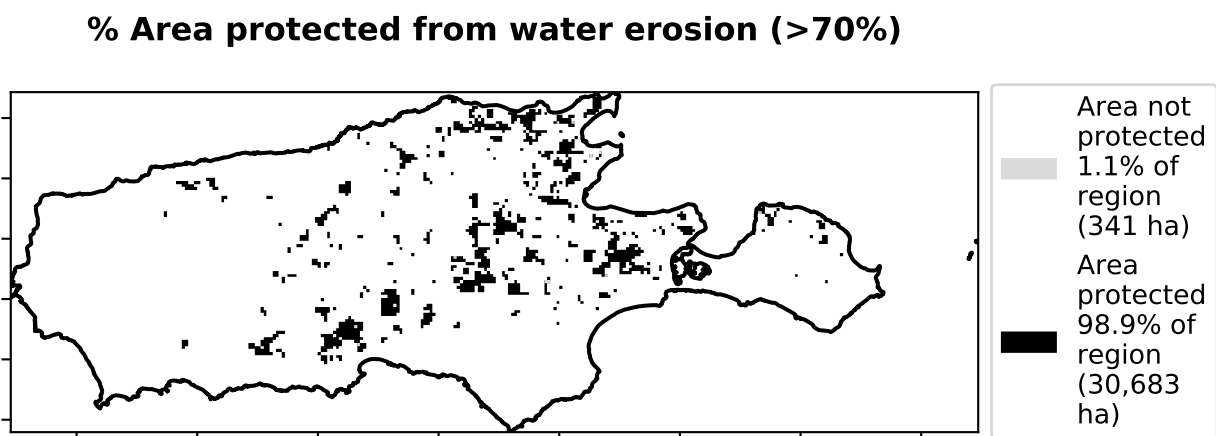 % Area protected from water erosion (>70%)
Area not
protected
1.1% of
region
(341 ha)
Area
protected
98.9% of
region
(30,683
ha)